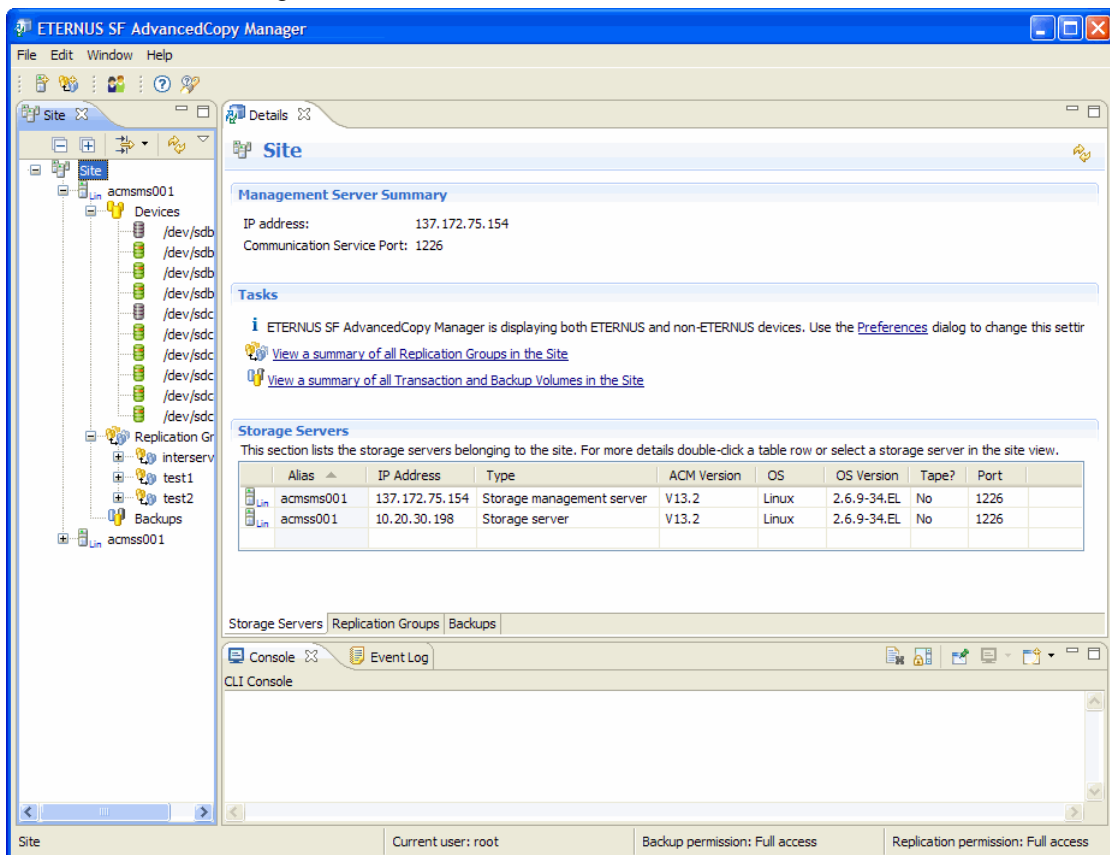 ETERNUS SF AdvancedCopy Manager
File Edit Window Help
Site
Details
Site
Site
acmsms001
Devices
/dev/sdb
/dev/sdb
/dev/sdb
/dev/sdb
/dev/sdc
/dev/sdc
/dev/sdc
/dev/sdc
/dev/sdc
/dev/sdc
Replication Gr
interserv
test1
test2
Backups
Lin acmss001
Management Server Summary
IP address: 137.172.75.154
Communication Service Port: 1226
Tasks
i ETERNUS SF AdvancedCopy Manager is displaying both ETERNUS and non-ETERNUS devices. Use the Preferences dialog to change this settir
View a summary of all Replication Groups in the Site
View a summary of all Transaction and Backup Volumes in the Site
Storage Servers
This section lists the storage servers belonging to the site. For more details double-click a table row or select a storage server in the site view.
Alias IP Address Type ACM Version OS OS Version Tape? Port
Lin acmsms001 137.172.75.154 Storage management server V13.2 Linux 2.6.9-34.EL No 1226
Lin acmss001 10.20.30.198 Storage server V13.2 Linux 2.6.9-34.EL No 1226
Storage Servers Replication Groups Backups
Console Event Log
CLI Console
Site Current user: root Backup permission: Full access Replication permission: Full access